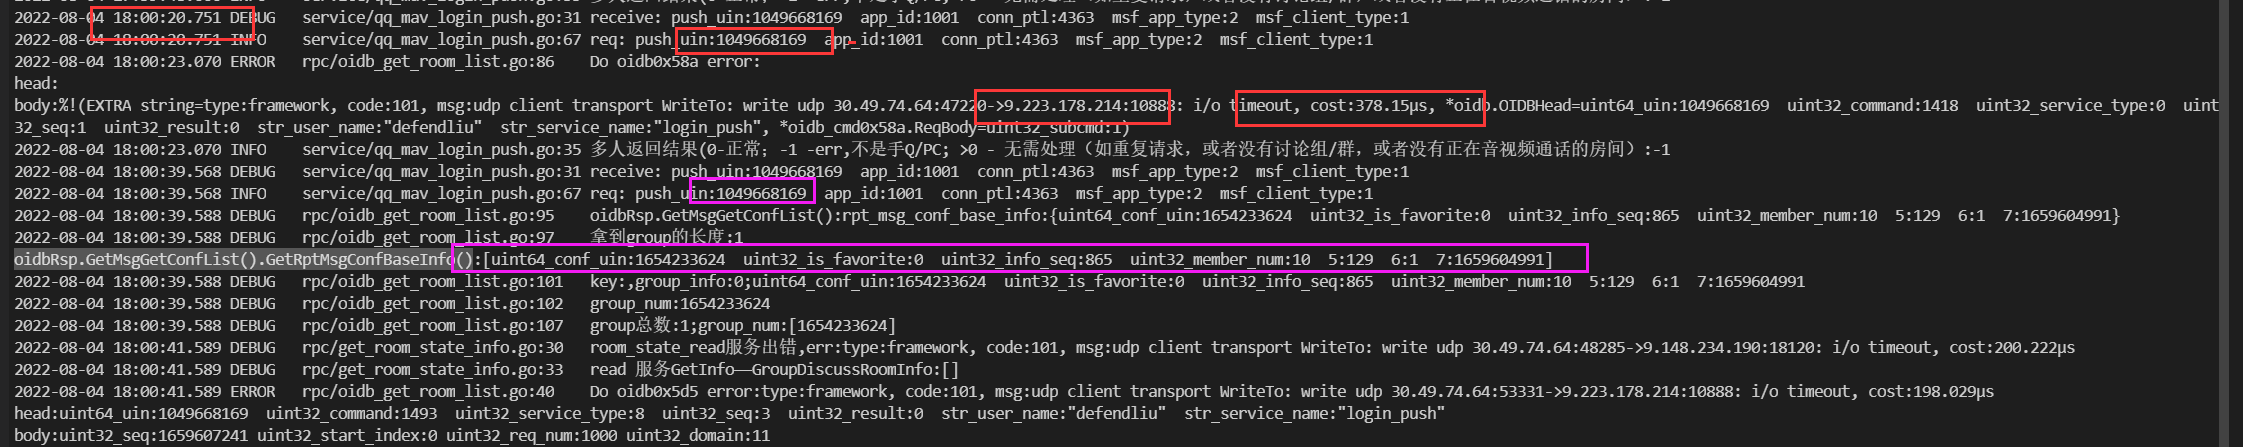 2022-08-04 18:00:20.751 DEBUG service/qq_mav_login_push.go:31 receive: push_uin:1049668169 app_id:1001 conn_ptl:4363 msf_app_type:2 msf_client_type:1
2022-08-04 18:00:20.751 INFO service/qq_mav_login_push.go:67 req: push_uin:1049668169 app_id:1001 conn_ptl:4363 msf_app_type:2 msf_client_type:1
2022-08-04 18:00:23.070 ERROR rpc/oidb_get_room_list.go:86 Do oidb0x58a error:
head:
body:%!(EXTRA string=type:framework, code:101, msg:udp client transport WriteTo: write udp 30.49.74.64:47220->9.223.178.214:10888: i/o timeout, cost:378.15µs, *oidb.OIDBHead=uint64_uin:1049668169 uint32_command:1418 uint32_service_type:0 uint
32_seq:1 uint32_result:0 str_user_name:"defendliu" str_service_name:"login_push", *oidb_cmd0x58a.ReqBody=uint32_subcmd:1)
2022-08-04 18:00:23.070 INFO service/qq_mav_login_push.go:35 多人返回结果(0-正常; -1 -err,不是手Q/PC; >0 - 无需处理（如重复请求，或者没有讨论组/群，或者没有正在音视频通话的房间）:-1
2022-08-04 18:00:39.568 DEBUG service/qq_mav_login_push.go:31 receive: push_uin:1049668169 app_id:1001 conn_ptl:4363 msf_app_type:2 msf_client_type:1
2022-08-04 18:00:39.568 INFO service/qq_mav_login_push.go:67 req: push_uin:1049668169 app_id:1001 conn_ptl:4363 msf_app_type:2 msf_client_type:1
2022-08-04 18:00:39.588 DEBUG rpc/oidb_get_room_list.go:95 oidbRsp.GetMsgGetConfList():rpt_msg_conf_base_info:{uint64_conf_uin:1654233624 uint32_is_favorite:0 uint32_info_seq:865 uint32_member_num:10 5:129 6:1 7:1659604991}
2022-08-04 18:00:39.588 DEBUG rpc/oidb_get_room_list.go:97 拿到group的长度:1
oidbRsp.GetMsgGetConfList().GetRptMsgConfBaseInfo():[uint64_conf_uin:1654233624 uint32_is_favorite:0 uint32_info_seq:865 uint32_member_num:10 5:129 6:1 7:1659604991]
2022-08-04 18:00:39.588 DEBUG rpc/oidb_get_room_list.go:101 key:,group_info:0;uint64_conf_uin:1654233624 uint32_is_favorite:0 uint32_info_seq:865 uint32_member_num:10 5:129 6:1 7:1659604991
2022-08-04 18:00:39.588 DEBUG rpc/oidb_get_room_list.go:102 group_num:1654233624
2022-08-04 18:00:39.588 DEBUG rpc/oidb_get_room_list.go:107 group总数:1;group_num:[1654233624]
2022-08-04 18:00:41.589 DEBUG rpc/get_room_state_info.go:30 room_state_read服务出错,err:type:framework, code:101, msg:udp client transport WriteTo: write udp 30.49.74.64:48285->9.148.234.190:18120: i/o timeout, cost:200.222µs
2022-08-04 18:00:41.589 DEBUG rpc/get_room_state_info.go:33 read 服务GetInfo——GroupDiscussRoomInfo:[]
2022-08-04 18:00:41.589 ERROR rpc/oidb_get_room_list.go:40 Do oidb0x5d5 error:type:framework, code:101, msg:udp client transport WriteTo: write udp 30.49.74.64:53331->9.223.178.214:10888: i/o timeout, cost:198.029µs
head:uint64_uin:1049668169 uint32_command:1493 uint32_service_type:8 uint32_seq:3 uint32_result:0 str_user_name:"defendliu" str_service_name:"login_push"
body:uint32_seq:1659607241 uint32_start_index:0 uint32_req_num:1000 uint32_domain:11